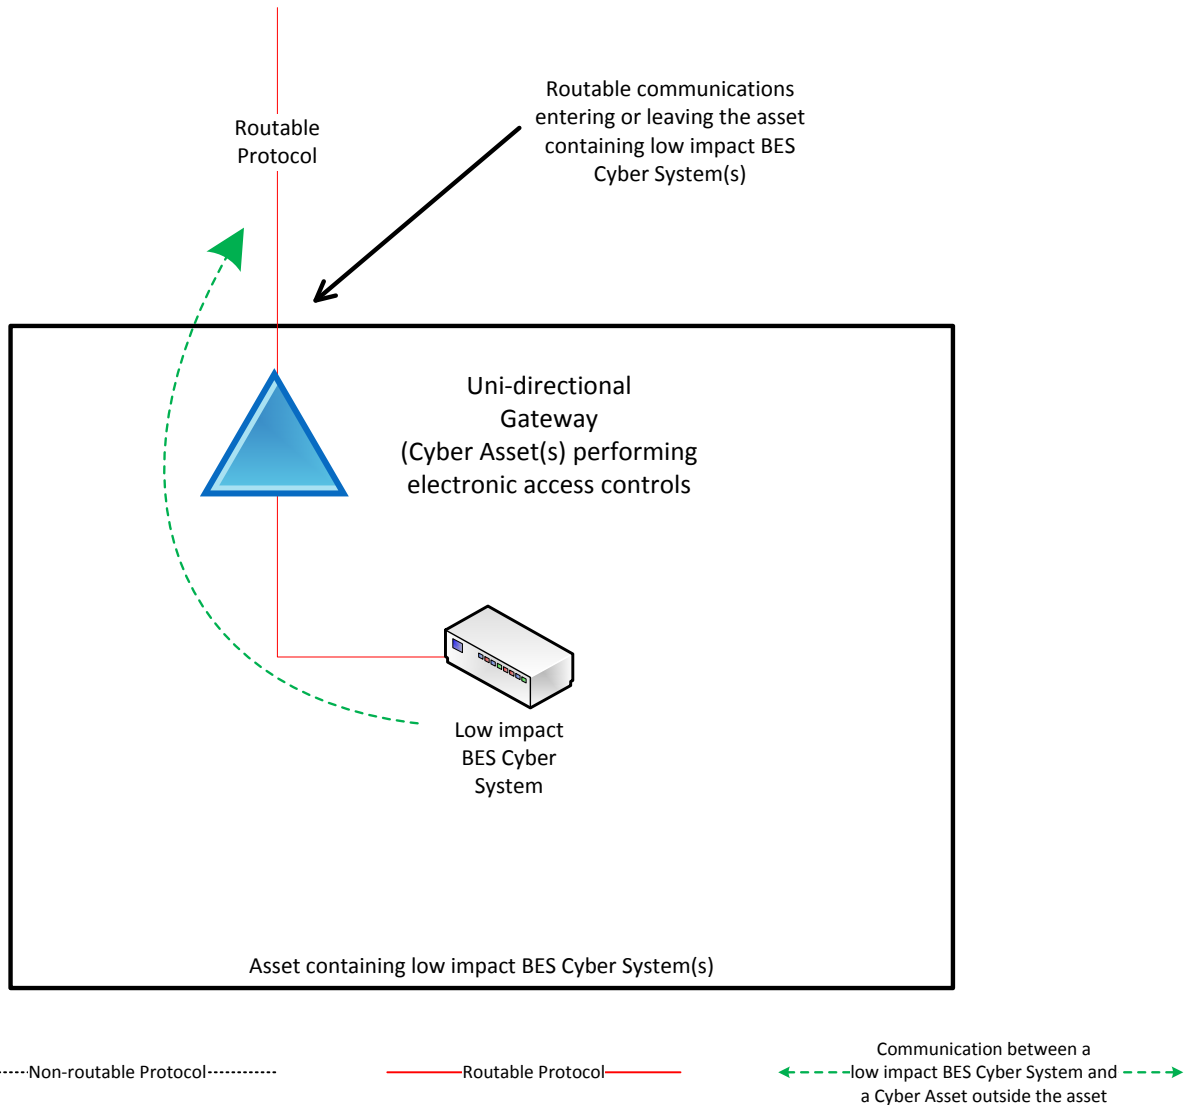 Routable communications
entering or leaving the asset
containing low impact BES
Cyber System(s)
Routable
Protocol
Uni-directional
Gateway
(Cyber Asset(s) performing
electronic access controls
Low impact
BES Cyber
System
Asset containing low impact BES Cyber System(s)
Non-routable Protocol
Routable Protocol
Communication between a
low impact BES Cyber System and
a Cyber Asset outside the asset